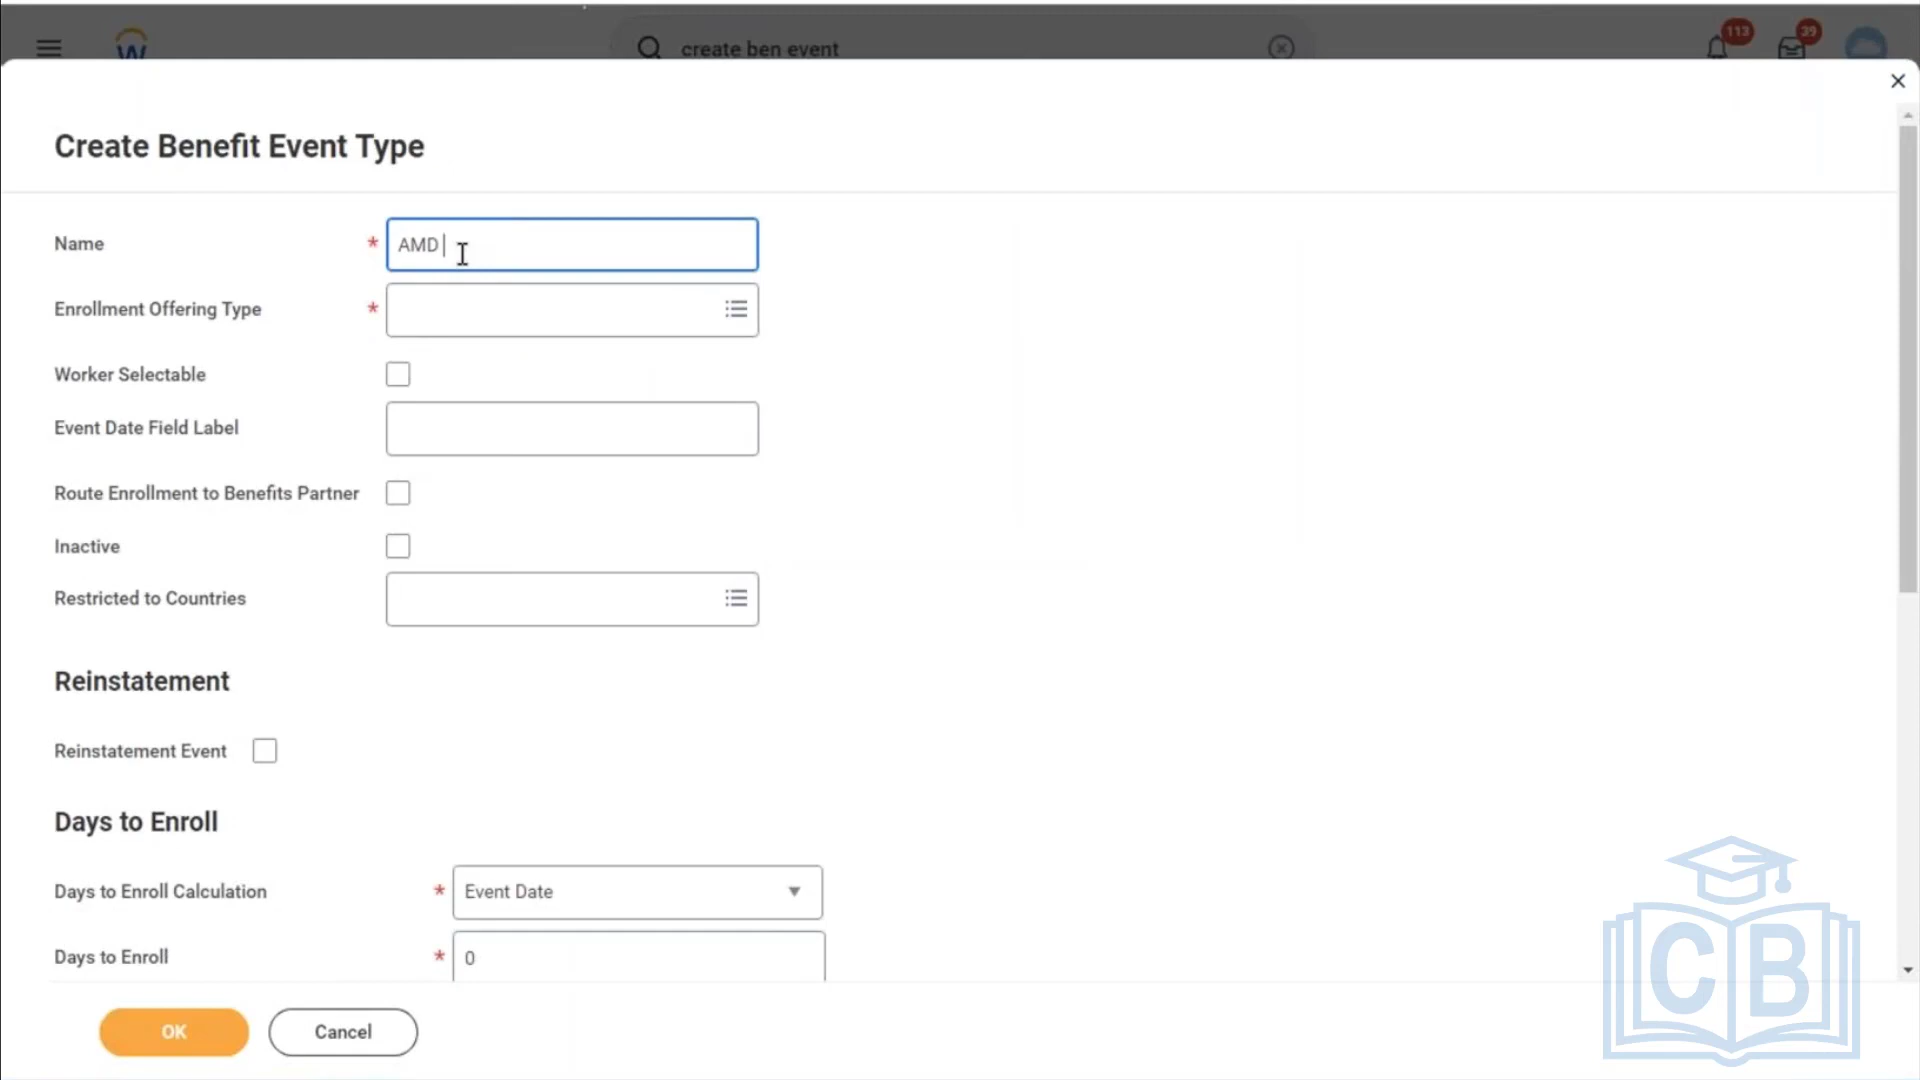 W
create ben event
113
39
Create Benefit Event Type
Name *
AMD
Enrollment Offering Type *
Worker Selectable
Event Date Field Label
Route Enrollment to Benefits Partner
Inactive
Restricted to Countries
Reinstatement
Reinstatement Event
Days to Enroll
Days to Enroll Calculation *
Event Date
Days to Enroll *
0
OK
Cancel
CB